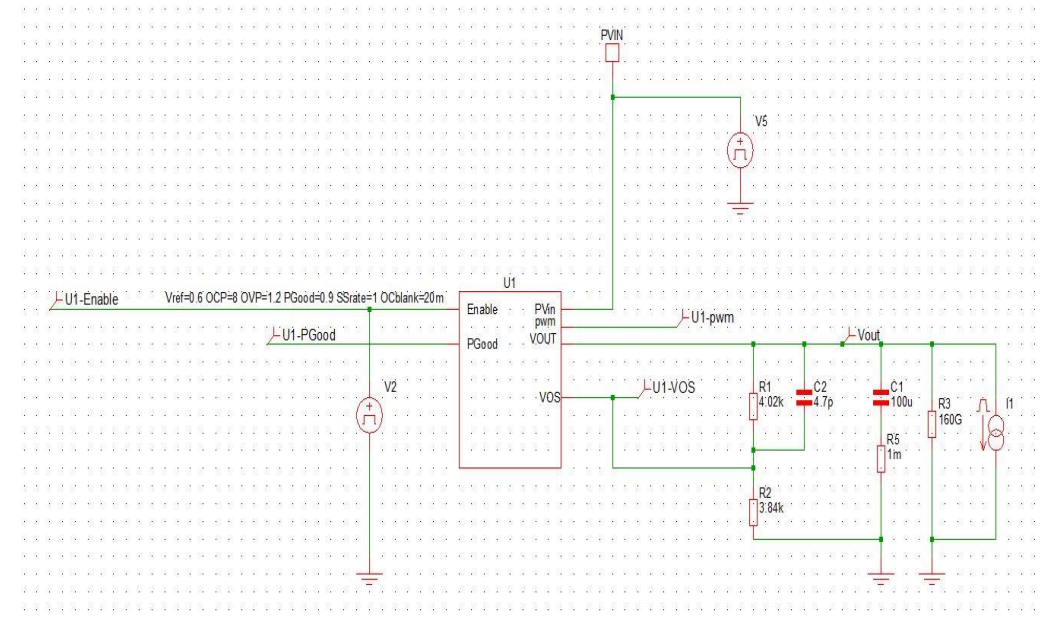 PVIN
V5
U1
U1-Enable
Vref=0.6 OCP=8 OVP=1.2 PGood=0.9 SSrate=1 OCblank=20m
Enable
PVin
pwm
U1-pwm
U1-PGood
PGood
VOUT
Vout
V2
VOS
U1-VOS
R1
4.02k
C2
4.7p
C1
100u
R3
160G
I1
R5
1m
R2
3.84k